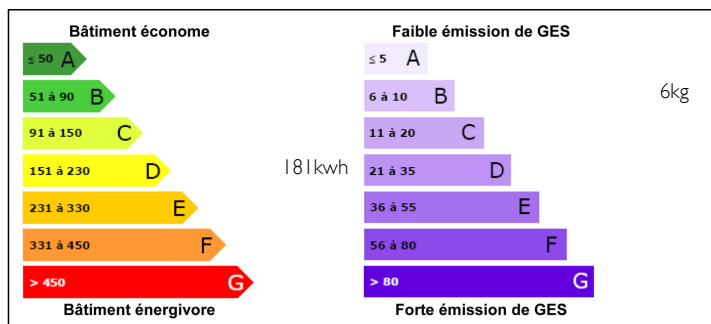 Bâtiment économe
≤ 50 A
51 à 90 B
91 à 150 C
151 à 230 D
181kwh
231 à 330 E
331 à 450 F
> 450 G
Bâtiment énergivore
Faible émission de GES
≤ 5 A
6 à 10 B
6kg
11 à 20 C
21 à 35 D
36 à 55 E
56 à 80 F
> 80 G
Forte émission de GES